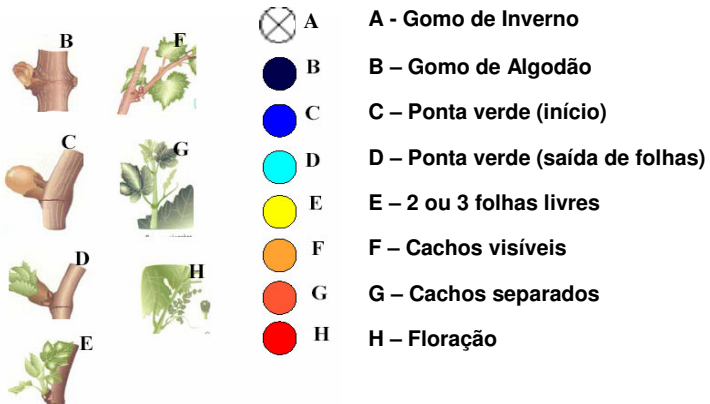 B
F
C
G
D
H
E
A
A - Gomo de Inverno
B
B – Gomo de Algodão
C
C – Ponta verde (início)
D
D – Ponta verde (saída de folhas)
E
E – 2 ou 3 folhas livres
F
F – Cachos visíveis
G
G – Cachos separados
H
H – Floração